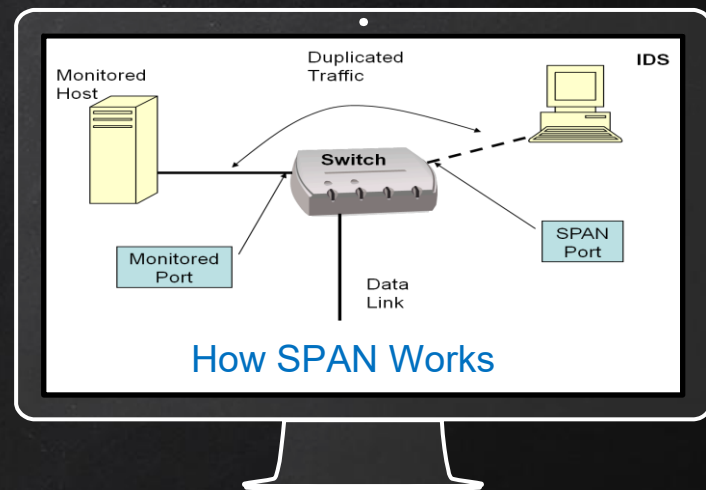 Duplicated
Traffic
IDS
Monitored
Host
Switch
Monitored
Port
SPAN
Port
Data
Link
How SPAN Works